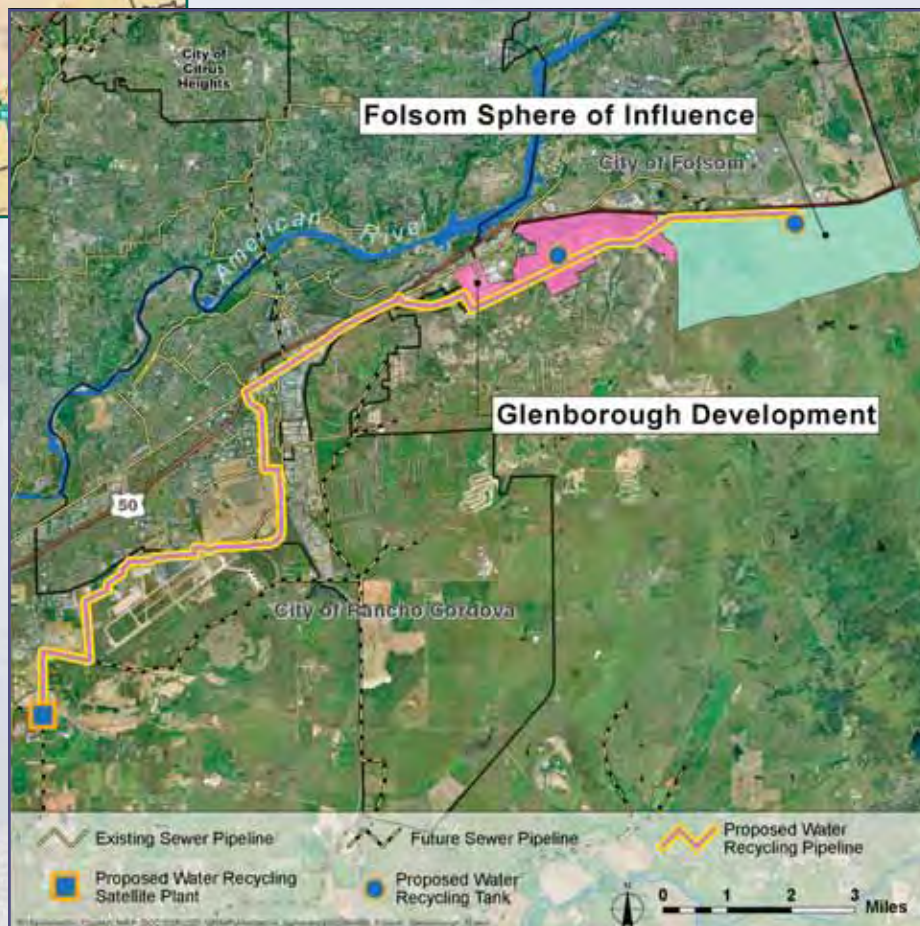 City of
Citrus
Heights
Folsom Sphere of Influence
City of Folsom
American River
Glenborough Development
50
City of Rancho Cordova
Existing Sewer Pipeline
Future Sewer Pipeline
Proposed Water
Recycling Pipeline
Proposed Water Recycling
Satellite Plant
Proposed Water
Recycling Tank
N
0 1 2 3
Miles